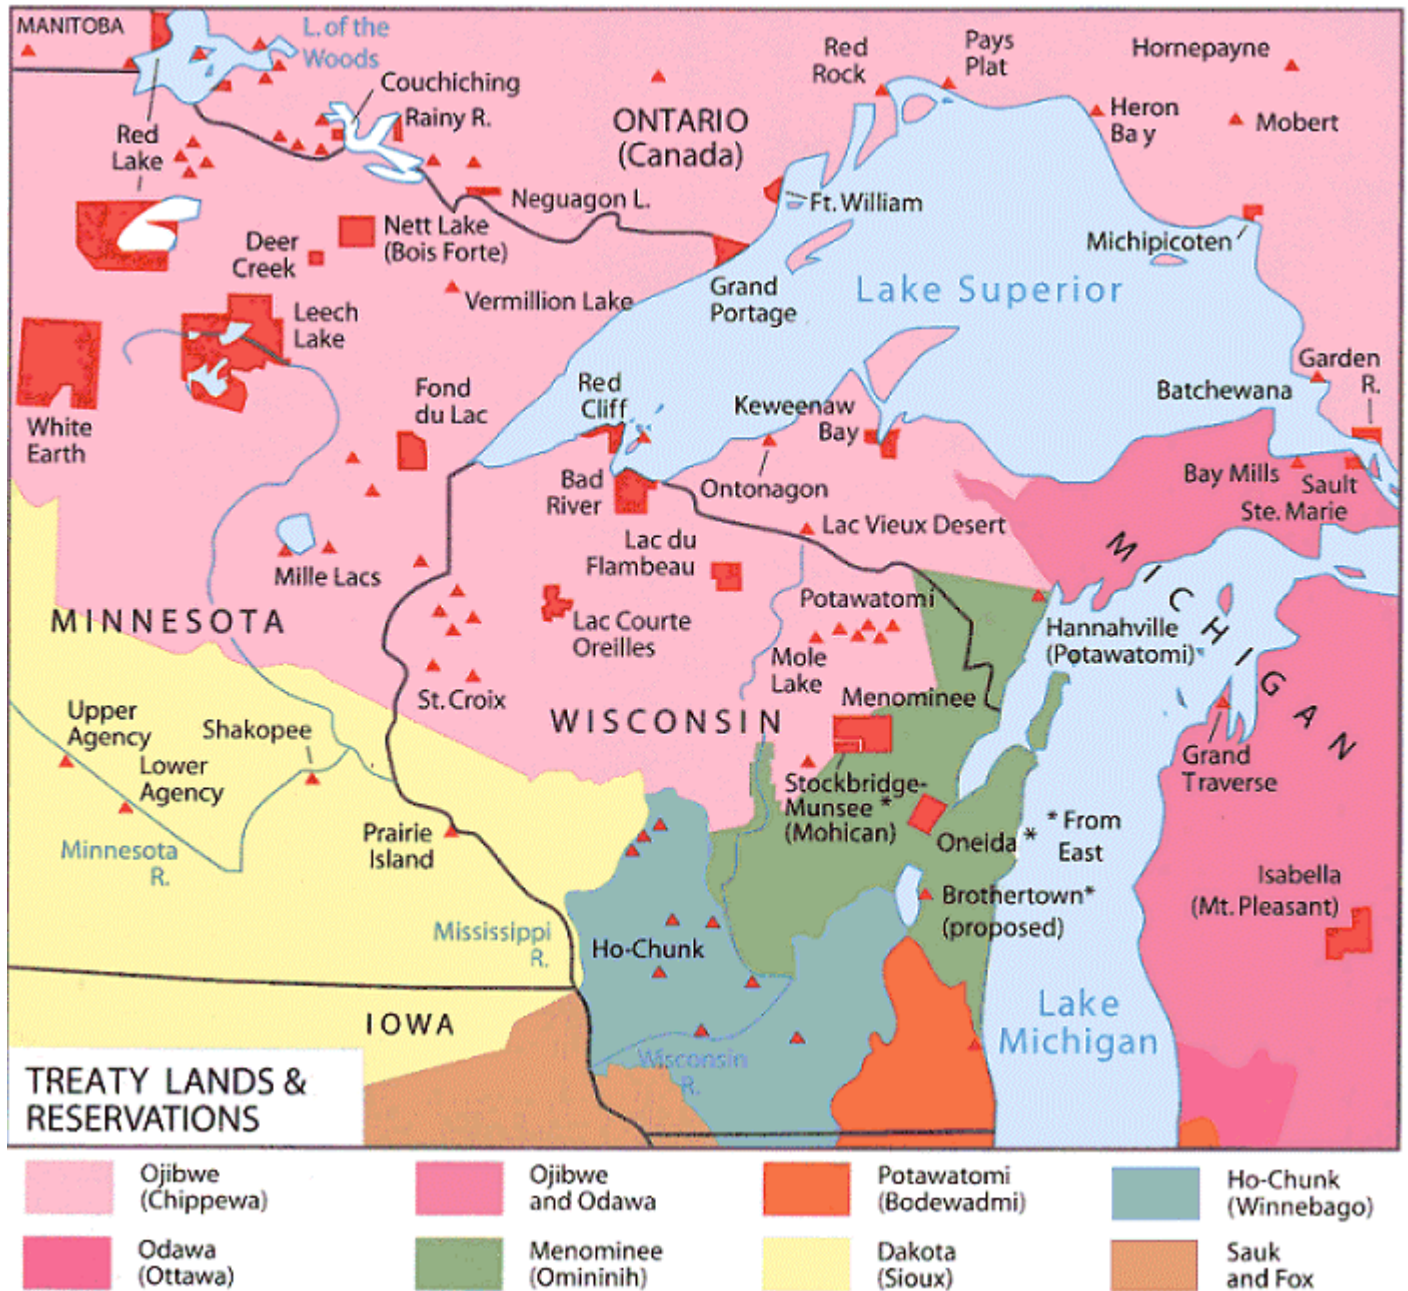 MANITOBA
L. of the
Woods
Couchiching
Rainy R.
Red
Lake
ONTARIO
(Canada)
Red
Rock
Pays
Plat
Hornepayne
Heron
Bay
Mobert
Neguagon L.
Ft. William
Nett Lake
(Bois Forte)
Deer
Creek
Michipicoten
Vermillion Lake
Grand
Portage
Lake Superior
Leech
Lake
White
Earth
Fond
du Lac
Red
Cliff
Keweenaw
Bay
Garden
R.
Batchewana
Bad
River
Ontonagon
Bay Mills
Sault
Ste. Marie
Lac Vieux Desert
Lac du
Flambeau
Mille Lacs
MINNESOTA
Lac Courte
Oreilles
Potawatomi
Mole
Lake
MICHIGAN
Hannahville
(Potawatomi)
St. Croix
WISCONSIN
Menominee
Upper
Agency
Shakopee
Lower
Agency
Grand
Traverse
Stockbridge-
Munsee *
(Mohican)
Prairie
Island
Minnesota
R.
Oneida *
* From
East
Isabella
(Mt. Pleasant)
Brothertown*
(proposed)
Mississippi
R.
Ho-Chunk
IOWA
Lake
Michigan
Wisconsin
R.
TREATY LANDS &
RESERVATIONS
Ojibwe
(Chippewa)
Ojibwe
and Odawa
Potawatomi
(Bodewadmi)
Ho-Chunk
(Winnebago)
Odawa
(Ottawa)
Menominee
(Omininih)
Dakota
(Sioux)
Sauk
and Fox